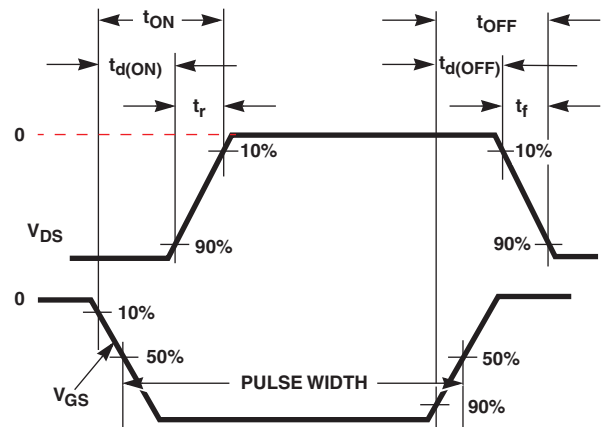 tON
tOFF
td(ON)
td(OFF)
tr
tf
0
10%
10%
VDS
90%
90%
0
10%
50%
50%
VGS
PULSE WIDTH
90%